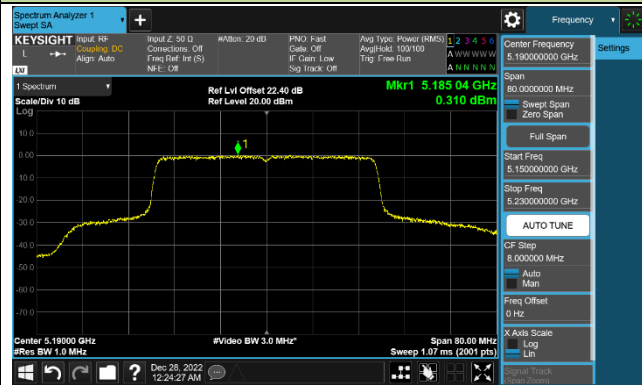 Spectrum Analyzer 1
Swept SA
+
Frequency
KEYSIGHT
L
LXI
Input: RF
Coupling: DC
Align: Auto
Input Z: 50 Ω
Corrections: Off
Freq Ref: Int (S)
NFE: Off
#Atten: 20 dB
PNO: Fast
Gate: Off
IF Gain: Low
Sig Track: Off
Avg Type: Power (RMS)
Avg|Hold: 100/100
Trig: Free Run
1 2 3 4 5 6
A W W W W W
A N N N N N
1 Spectrum
Scale/Div 10 dB
Log
Ref Lvl Offset 22.40 dB
Ref Level 20.00 dBm
Mkr1 5.185 04 GHz
0.310 dBm
1
10.0
0.00
-10.0
-20.0
-30.0
-40.0
-50.0
-60.0
-70.0
Center 5.19000 GHz
#Res BW 1.0 MHz
#Video BW 3.0 MHz*
Span 80.00 MHz
Sweep 1.07 ms (2001 pts)
?
Dec 28, 2022
12:24:27 AM
Center Frequency
5.190000000 GHz
Settings
Span
80.0000000 MHz
Swept Span
Zero Span
Full Span
Start Freq
5.150000000 GHz
Stop Freq
5.230000000 GHz
AUTO TUNE
CF Step
8.000000 MHz
Auto
Man
Freq Offset
0 Hz
X Axis Scale
Log
Lin
Signal Track
(Span Zoom)